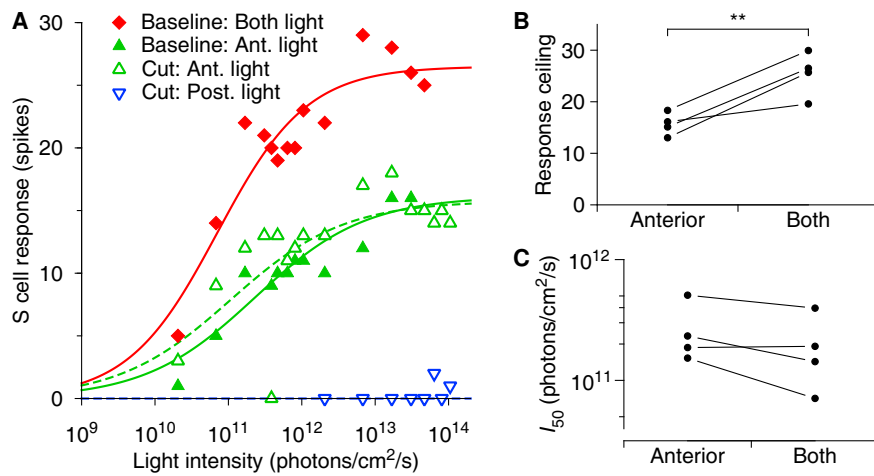 A
30
20
10
0
S cell response (spikes)
Baseline: Both light
Baseline: Ant. light
Cut: Ant. light
Cut: Post. light
10⁹ 10¹⁰ 10¹¹ 10¹² 10¹³ 10¹⁴
Light intensity (photons/cm²/s)
B
**
30
20
10
0
Response ceiling
Anterior Both
C
10¹²
10¹¹
I₅₀ (photons/cm²/s)
Anterior Both